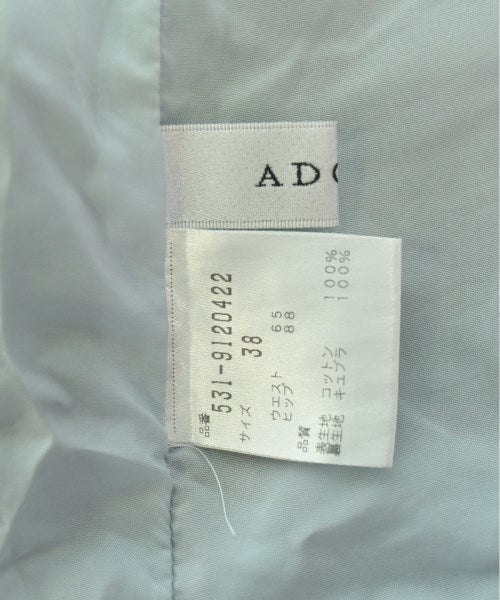 ADO
品番
531-9120422
サイズ 38
ウエスト 65
ヒップ 88
品質
表生地 コットン 100%
裏生地 キュプラ 100%